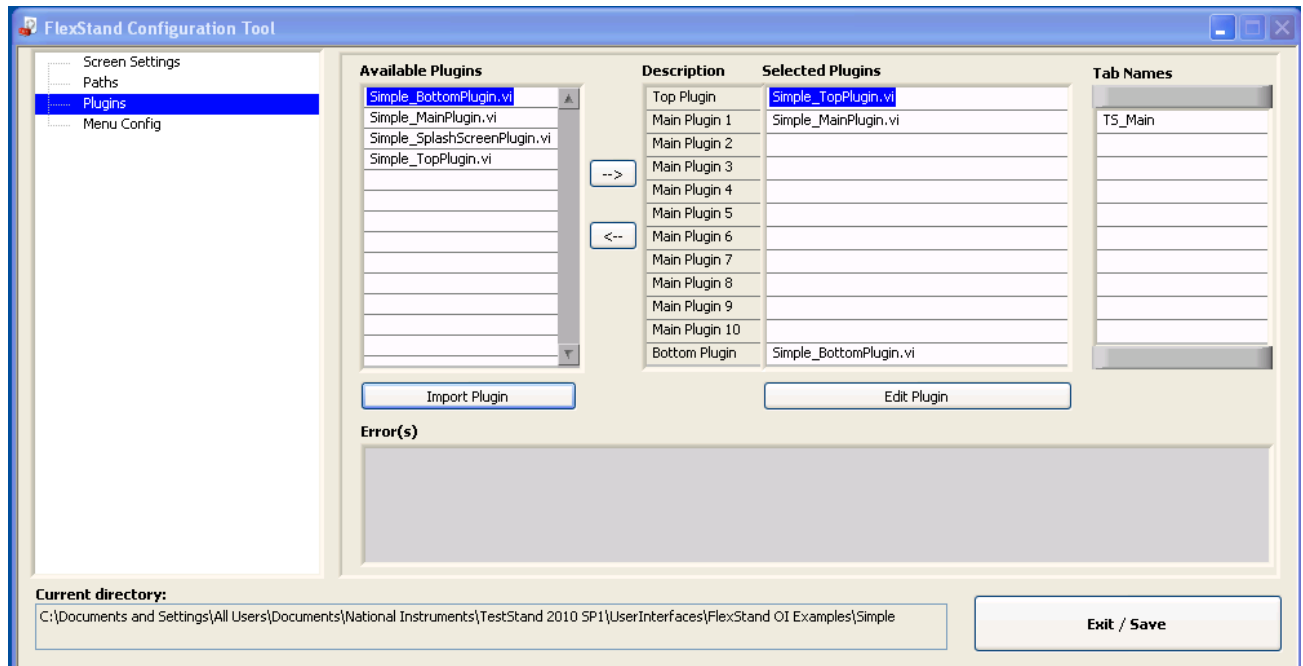 FlexStand Configuration Tool
Screen Settings
Paths
Plugins
Menu Config
Available Plugins
Simple_BottomPlugin.vi
Simple_MainPlugin.vi
Simple_SplashScreenPlugin.vi
Simple_TopPlugin.vi
-->
<--
Import Plugin
Description Selected Plugins Tab Names
Top Plugin Simple_TopPlugin.vi
Main Plugin 1 Simple_MainPlugin.vi TS_Main
Main Plugin 2
Main Plugin 3
Main Plugin 4
Main Plugin 5
Main Plugin 6
Main Plugin 7
Main Plugin 8
Main Plugin 9
Main Plugin 10
Bottom Plugin Simple_BottomPlugin.vi
Edit Plugin
Error(s)
Current directory:
C:\Documents and Settings\All Users\Documents\National Instruments\TestStand 2010 SP1\UserInterfaces\FlexStand OI Examples\Simple
Exit / Save